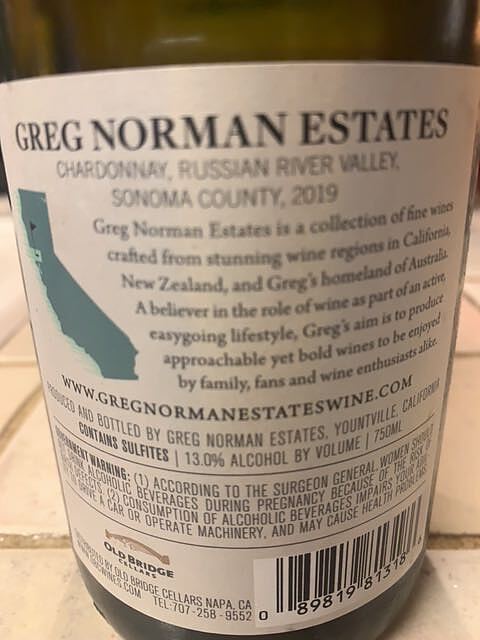 GREG NORMAN ESTATES
CHARDONNAY, RUSSIAN RIVER VALLEY,
SONOMA COUNTY, 2019
Greg Norman Estates is a collection of fine wines
crafted from stunning wine regions in California,
New Zealand, and Greg's homeland of Australia.
A believer in the role of wine as part of an active,
easygoing lifestyle, Greg's aim is to produce
approachable yet bold wines to be enjoyed
by family, fans and wine enthusiasts alike.
WWW.GREGNORMANESTATESWINE.COM
PRODUCED AND BOTTLED BY GREG NORMAN ESTATES, YOUNTVILLE, CALIFORNIA
CONTAINS SULFITES | 13.0% ALCOHOL BY VOLUME | 750ML
WARNING: (1) ACCORDING TO THE SURGEON GENERAL, WOMEN SHOULD
ALCOHOLIC BEVERAGES DURING PREGNANCY BECAUSE OF THE RISK
(2) CONSUMPTION OF ALCOHOLIC BEVERAGES IMPAIRS YOUR
DRIVE A CAR OR OPERATE MACHINERY, AND MAY CAUSE HEALTH PROBLEMS.
OLD BRIDGE
CELLARS
BY OLD BRIDGE CELLARS NAPA, CA
TEL:707-258-9552
0 89819 81318